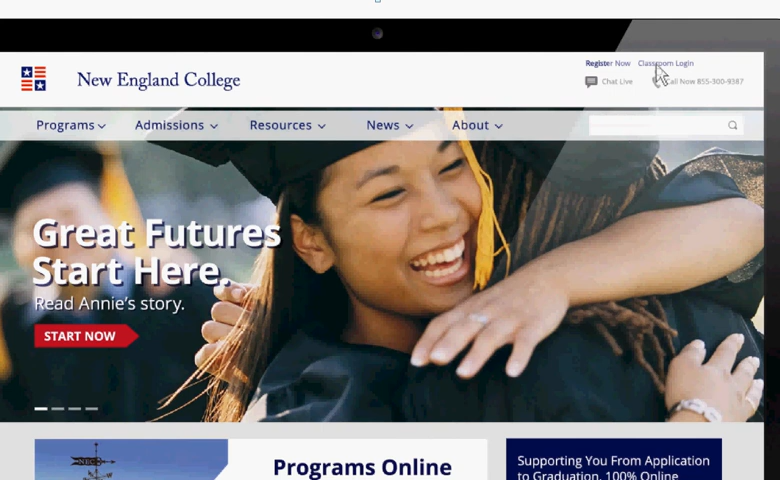 Register Now Classroom Login
New England College
Chat Live Call Now 855-300-9387
Programs Admissions Resources News About
Great Futures
Start Here.
Read Annie's story.
START NOW
NEC
Programs Online
Supporting You From Application
to Graduation, 100% Online